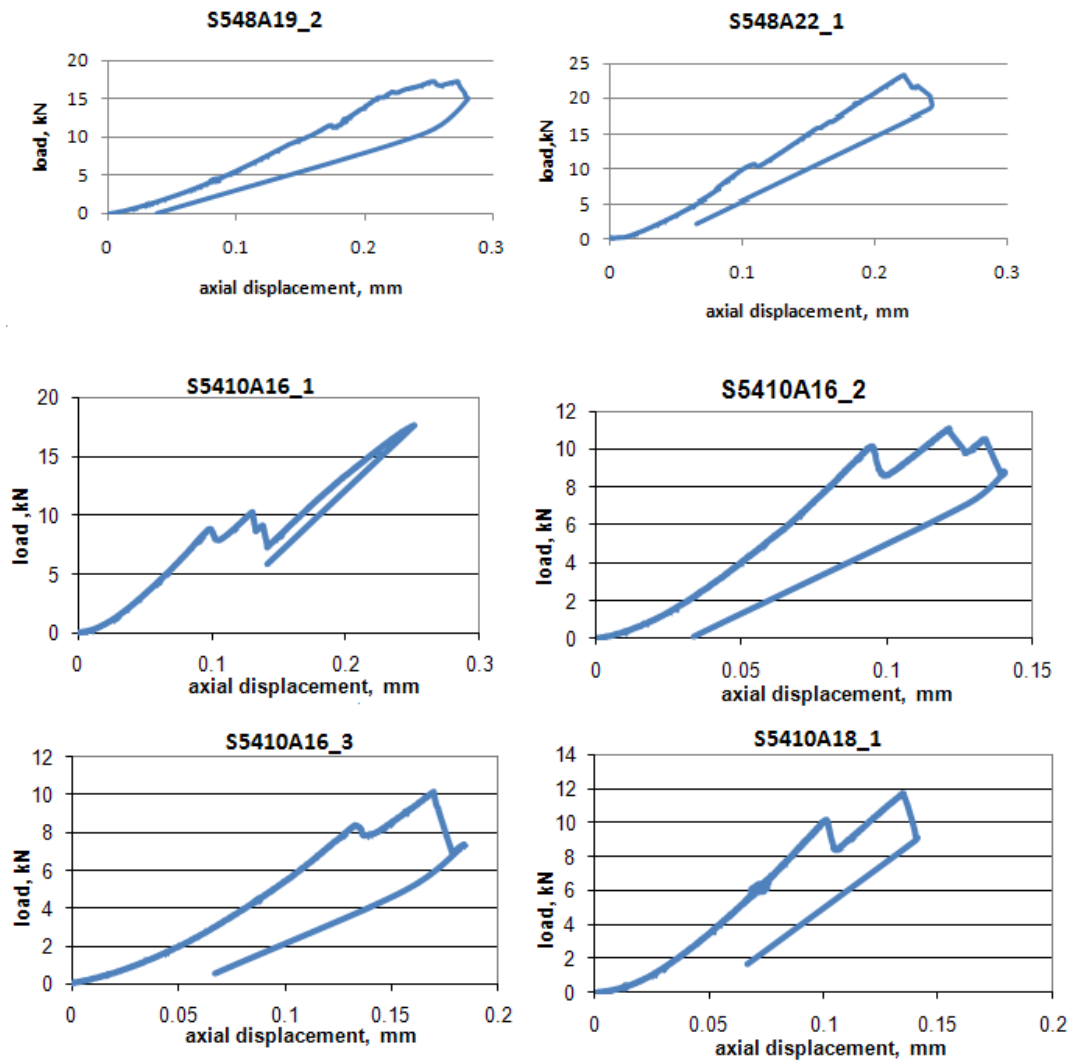 S548A19_2
20
15
10
5
0
load, kN
0 0.1 0.2 0.3
axial displacement, mm
S548A22_1
25
20
15
10
5
0
load,kN
0 0.1 0.2 0.3
axial displacement, mm
S5410A16_1
20
15
10
5
0
load ,kN
0 0.1 0.2 0.3
axial displacement, mm
S5410A16_2
12
10
8
6
4
2
0
load, kN
0 0.05 0.1 0.15
axial displacement, mm
S5410A16_3
12
10
8
6
4
2
0
load, kN
0 0.05 0.1 0.15 0.2
axial displacement, mm
S5410A18_1
14
12
10
8
6
4
2
0
load, kN
0 0.05 0.1 0.15 0.2
axial displacement, mm